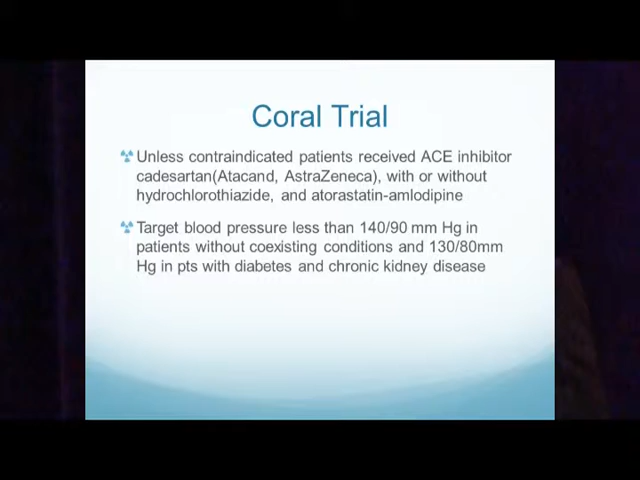 Coral Trial
Unless contraindicated patients received ACE inhibitor
cadesartan(Atacand, AstraZeneca), with or without
hydrochlorothiazide, and atorastatin-amlodipine
Target blood pressure less than 140/90 mm Hg in
patients without coexisting conditions and 130/80mm
Hg in pts with diabetes and chronic kidney disease